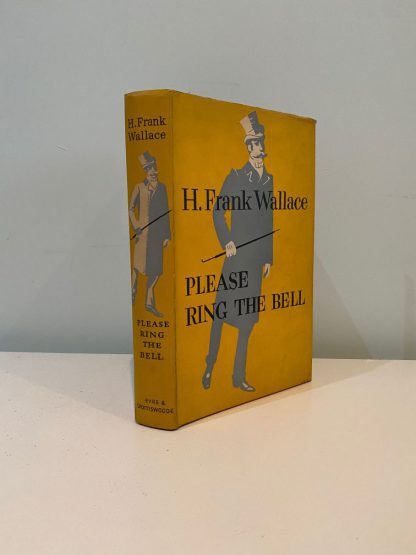 H. Frank
Wallace
PLEASE
RING
THE
BELL
EYRE &
SPOTTISWOODE
H. Frank Wallace
PLEASE
RING THE BELL